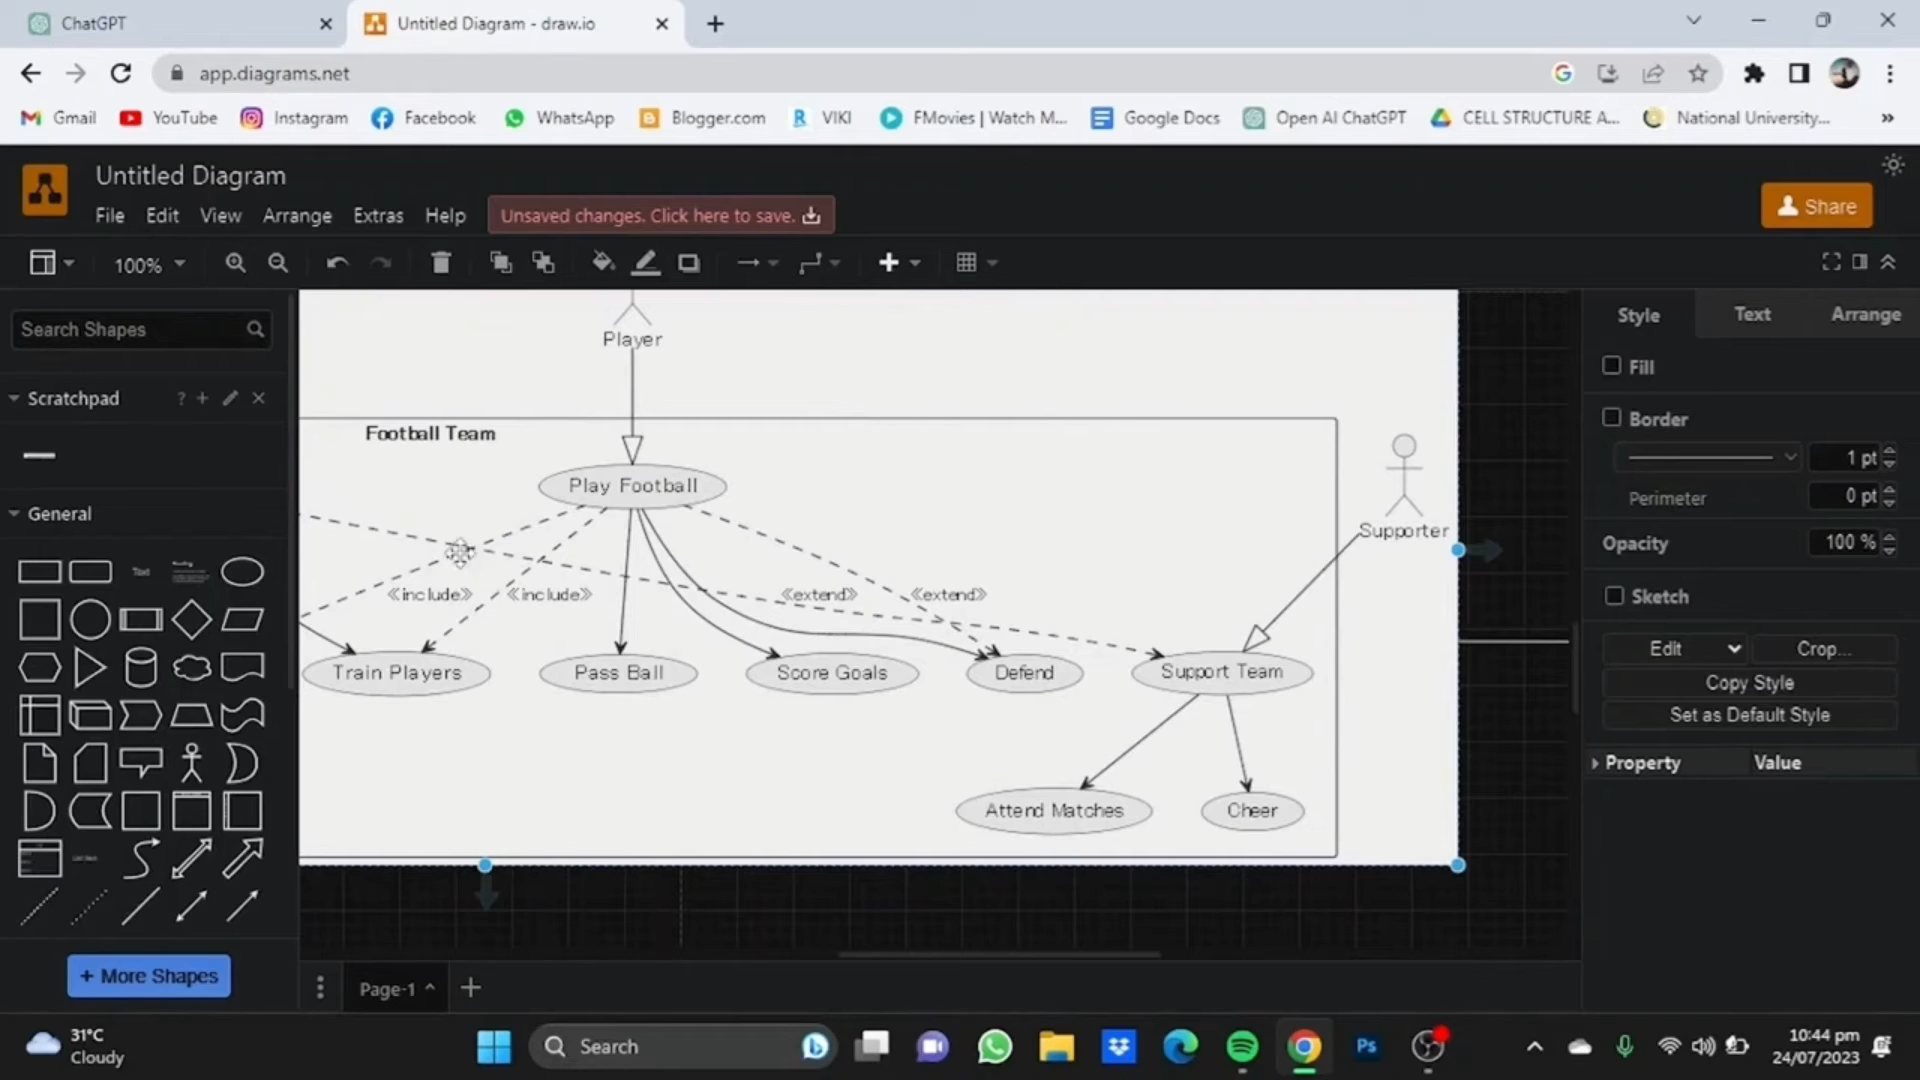 ChatGPT
Untitled Diagram - draw.io
app.diagrams.net
Gmail YouTube Instagram Facebook WhatsApp Blogger.com VIKI FMovies | Watch M... Google Docs Open AI ChatGPT CELL STRUCTURE A... National University...
Untitled Diagram
File Edit View Arrange Extras Help
Unsaved changes. Click here to save.
Share
100%
Search Shapes
Scratchpad
General
Text
+ More Shapes
Player
Football Team
Play Football
Supporter
«include» «include» «extend» «extend»
Train Players Pass Ball Score Goals Defend Support Team
Attend Matches Cheer
Style Text Arrange
Fill
Border
1 pt
Perimeter 0 pt
Opacity 100 %
Sketch
Edit Crop...
Copy Style
Set as Default Style
Property Value
Page-1
31°C
Cloudy
Search
Ps
10:44 pm
24/07/2023